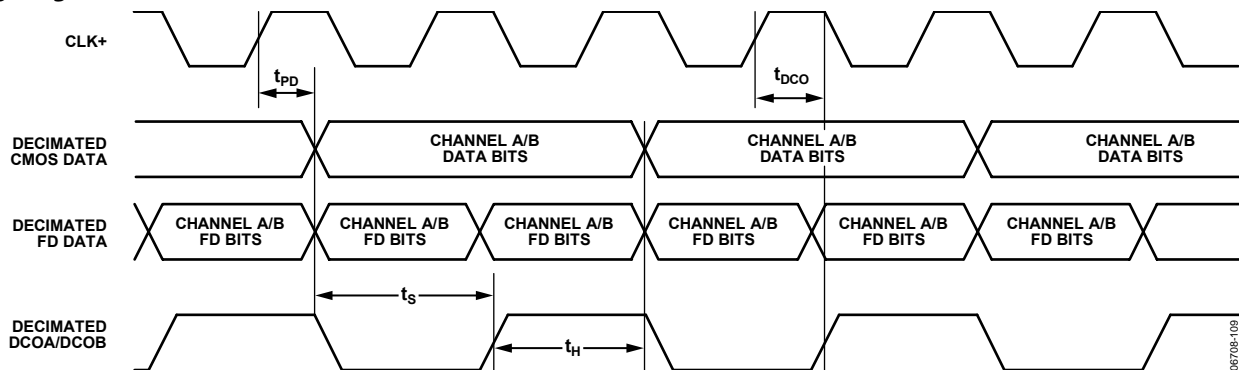 CLK+
tPD
tDCO
DECIMATED
CMOS DATA
CHANNEL A/B
DATA BITS
CHANNEL A/B
DATA BITS
CHANNEL A/B
DATA BITS
DECIMATED
FD DATA
CHANNEL A/B
FD BITS
CHANNEL A/B
FD BITS
CHANNEL A/B
FD BITS
CHANNEL A/B
FD BITS
CHANNEL A/B
FD BITS
CHANNEL A/B
FD BITS
tS
DECIMATED
DCOA/DCOB
tH
06708-109